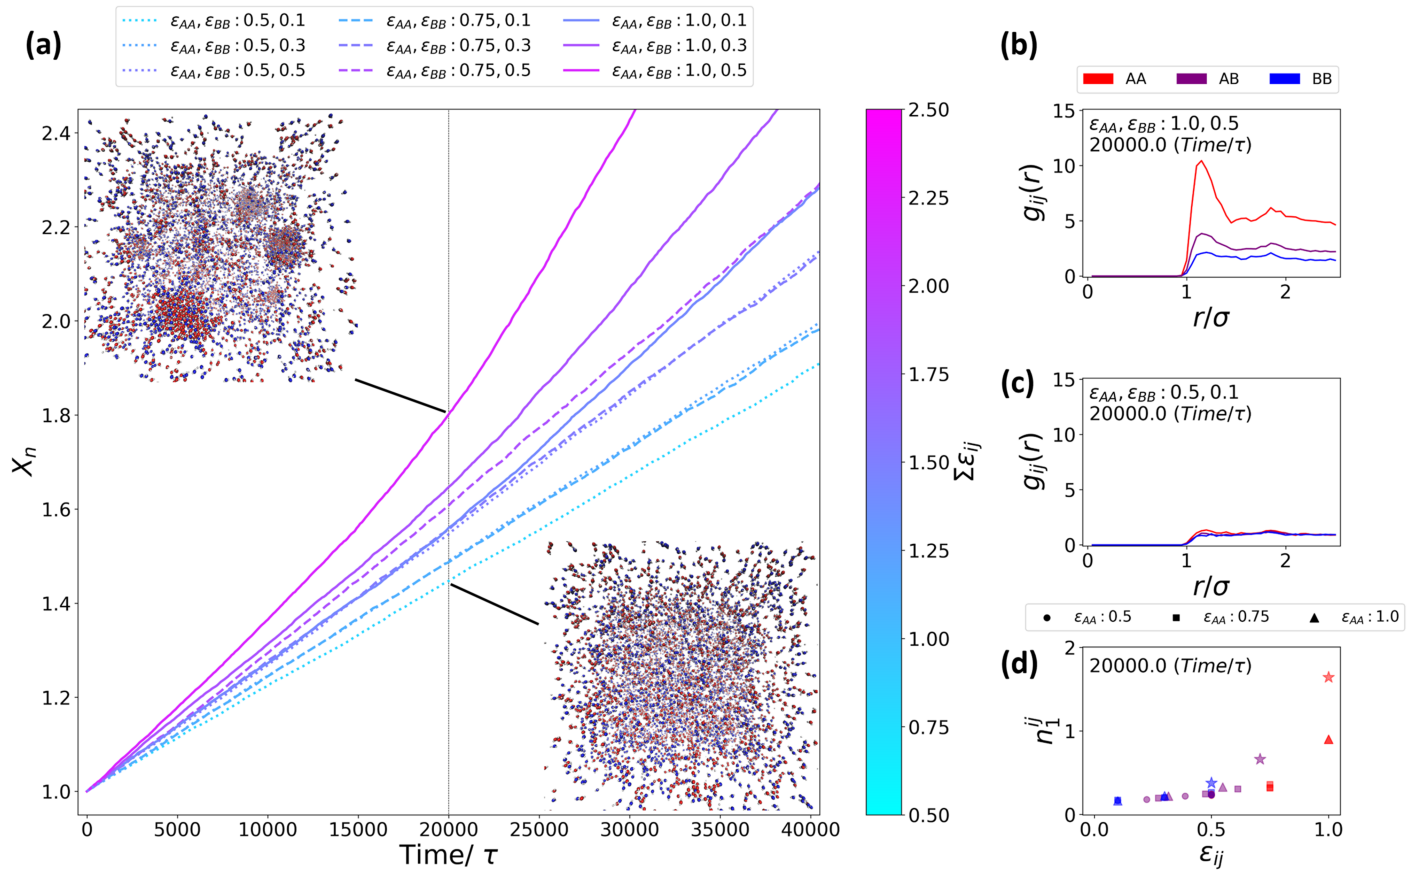 (a)
ε_AA, ε_BB : 0.5, 0.1
ε_AA, ε_BB : 0.75, 0.1
ε_AA, ε_BB : 1.0, 0.1
ε_AA, ε_BB : 0.5, 0.3
ε_AA, ε_BB : 0.75, 0.3
ε_AA, ε_BB : 1.0, 0.3
ε_AA, ε_BB : 0.5, 0.5
ε_AA, ε_BB : 0.75, 0.5
ε_AA, ε_BB : 1.0, 0.5
2.4
2.2
2.0
1.8
1.6
1.4
1.2
1.0
X_n
0 5000 10000 15000 20000 25000 30000 35000 40000
Time/ τ
2.50
2.25
2.00
1.75
1.50
1.25
1.00
0.75
0.50
Σε_ij
(b)
AA AB BB
15
10
5
0
g_ij(r)
ε_AA, ε_BB : 1.0, 0.5
20000.0 (Time/τ)
0 1 2
r/σ
(c)
15
10
5
0
g_ij(r)
ε_AA, ε_BB : 0.5, 0.1
20000.0 (Time/τ)
0 1 2
r/σ
ε_AA : 0.5 ε_AA : 0.75 ε_AA : 1.0
(d)
2
1
0
n_1^ij
20000.0 (Time/τ)
0.0 0.5 1.0
ε_ij